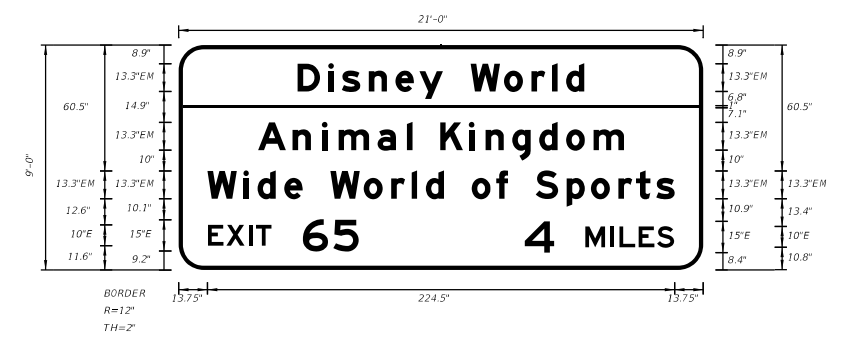 21'-0"
8.9"
13.3"EM
14.9"
13.3"EM
10"
13.3"EM
10.1"
15"E
9.2"
60.5"
13.3"EM
12.6"
10"E
11.6"
9'-0"
Disney World
Animal Kingdom
Wide World of Sports
EXIT 65 4 MILES
8.9"
13.3"EM
6.8"
1"
7.1"
13.3"EM
10"
13.3"EM
10.9"
15"E
8.4"
60.5"
13.3"EM
13.4"
10"E
10.8"
13.75" 224.5" 13.75"
BORDER
R=12"
TH=2"